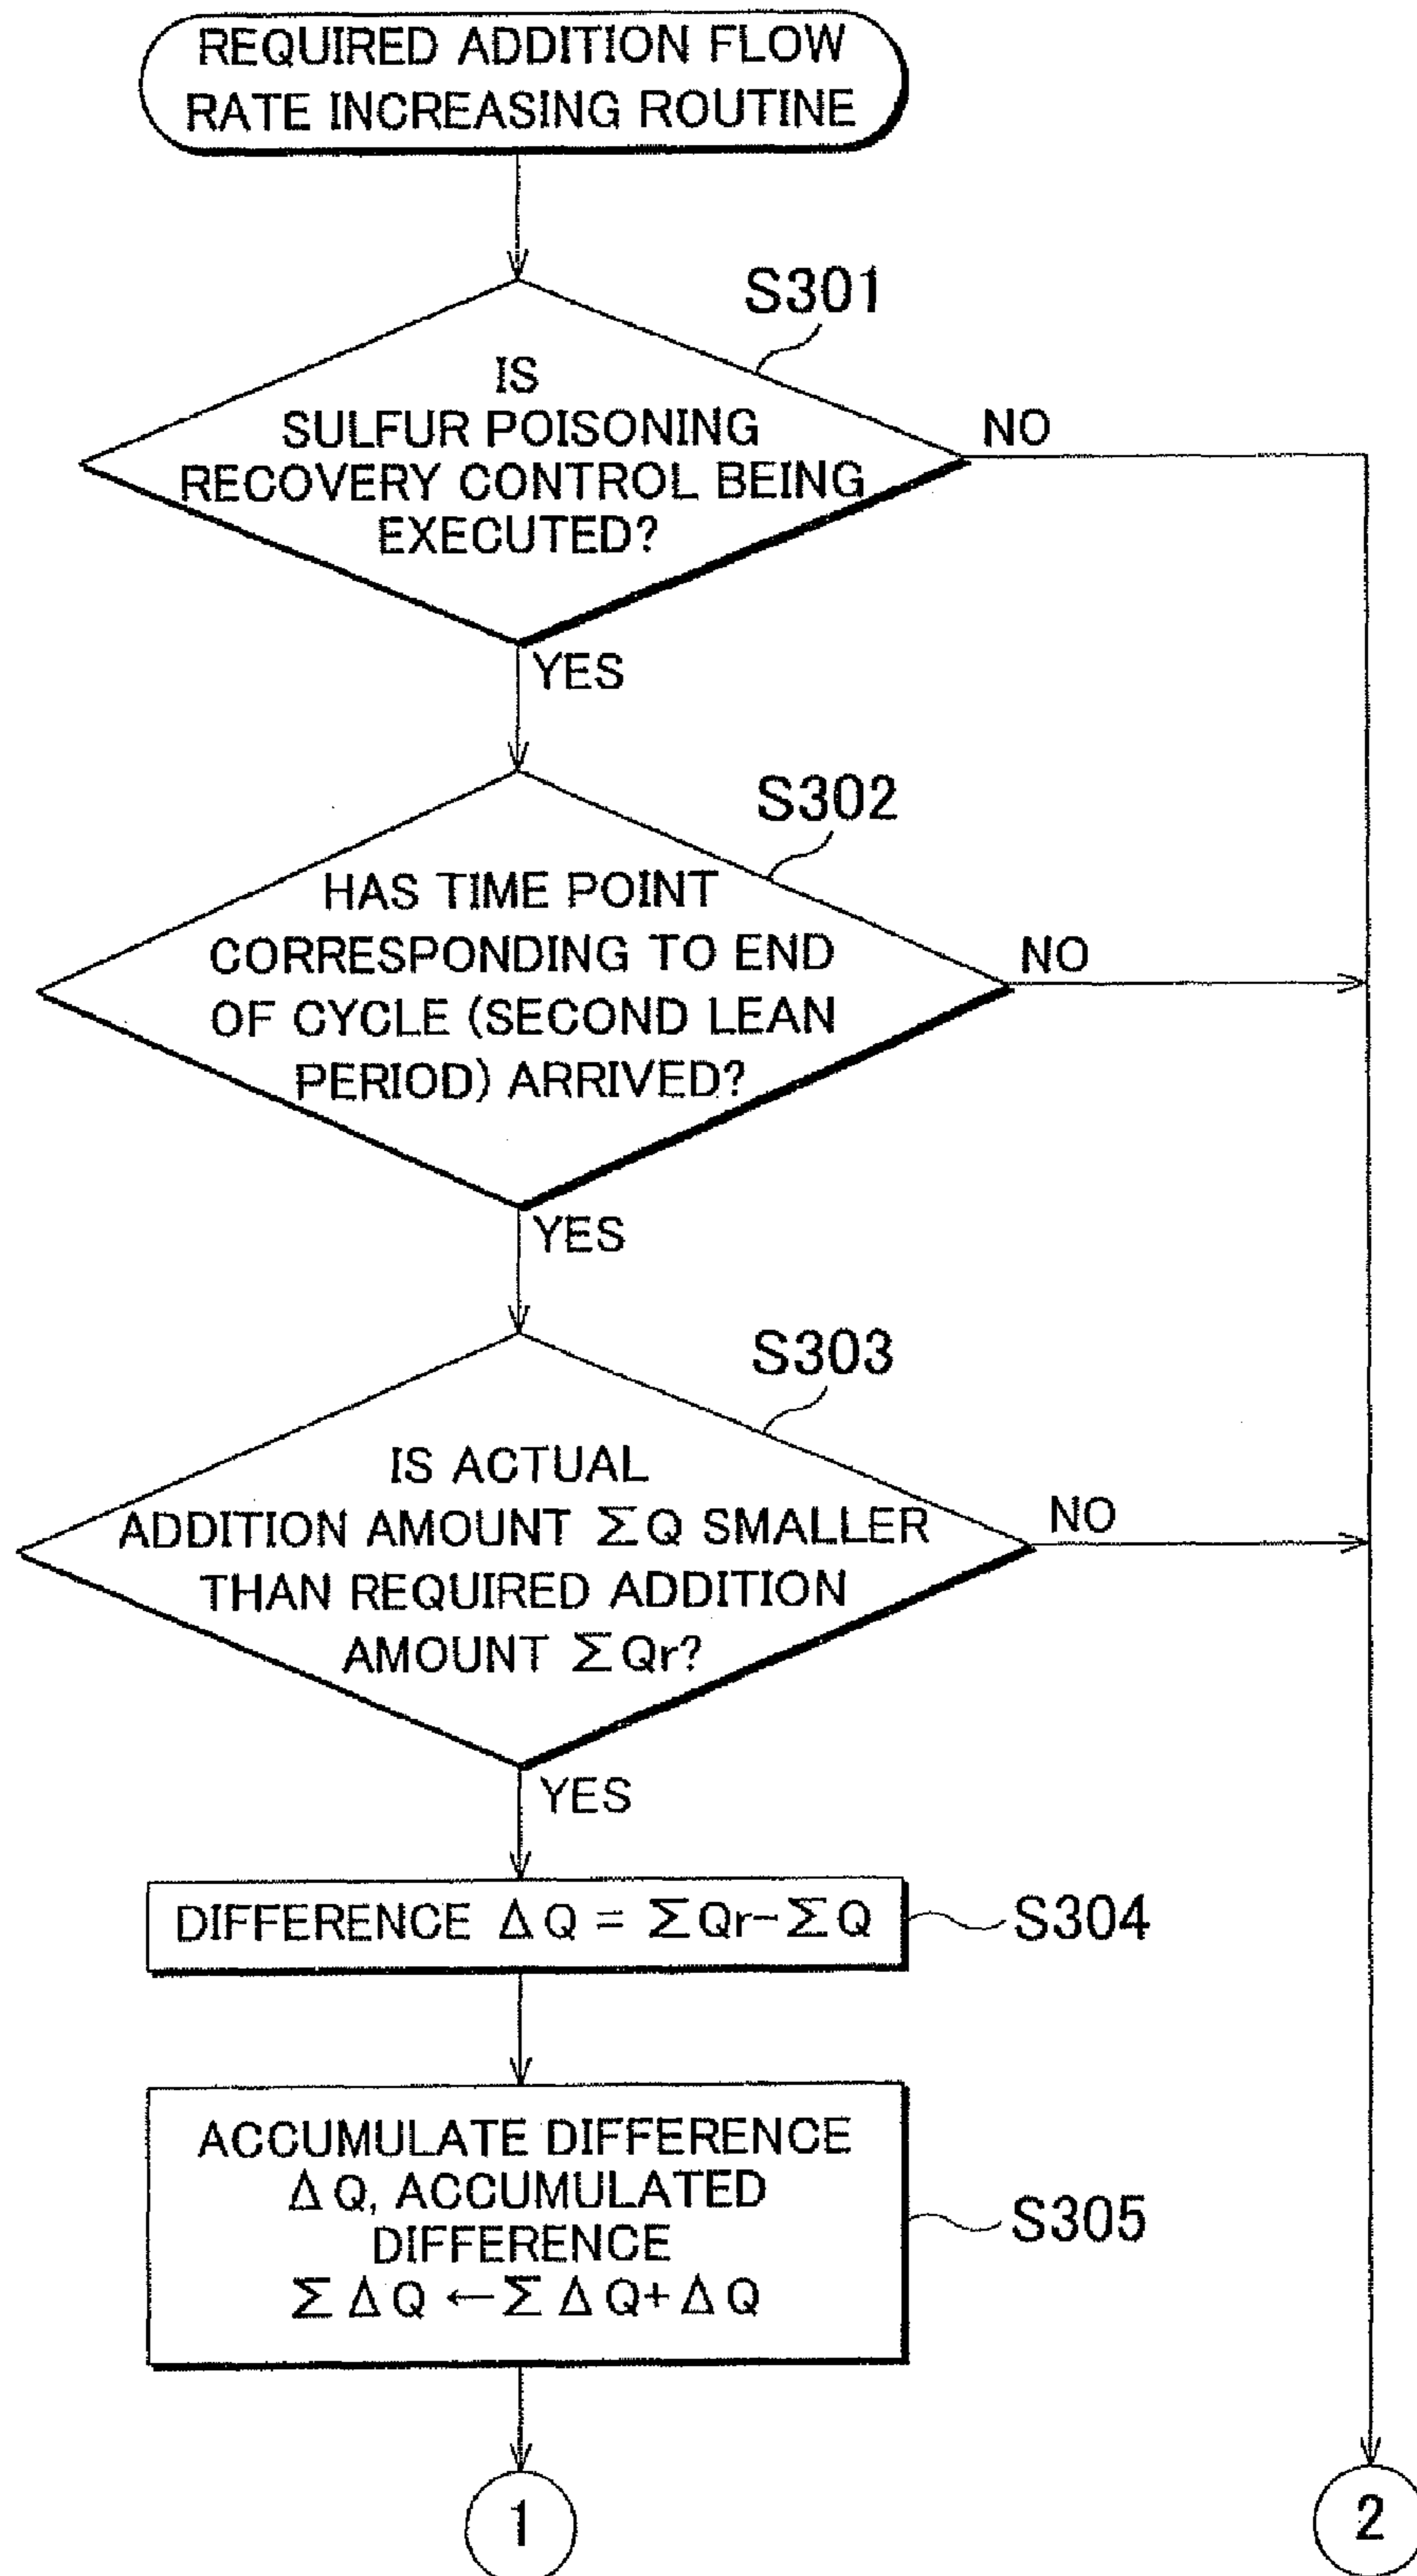 REQUIRED ADDITION FLOW
RATE INCREASING ROUTINE
S301
IS
SULFUR POISONING
RECOVERY CONTROL BEING
EXECUTED?
NO
YES
S302
HAS TIME POINT
CORRESPONDING TO END
OF CYCLE (SECOND LEAN
PERIOD) ARRIVED?
NO
YES
S303
IS ACTUAL
ADDITION AMOUNT ΣQ SMALLER
THAN REQUIRED ADDITION
AMOUNT ΣQr?
NO
YES
DIFFERENCE ΔQ = ΣQr-ΣQ
S304
ACCUMULATE DIFFERENCE
ΔQ, ACCUMULATED
DIFFERENCE
ΣΔQ←ΣΔQ+ΔQ
S305
1
2